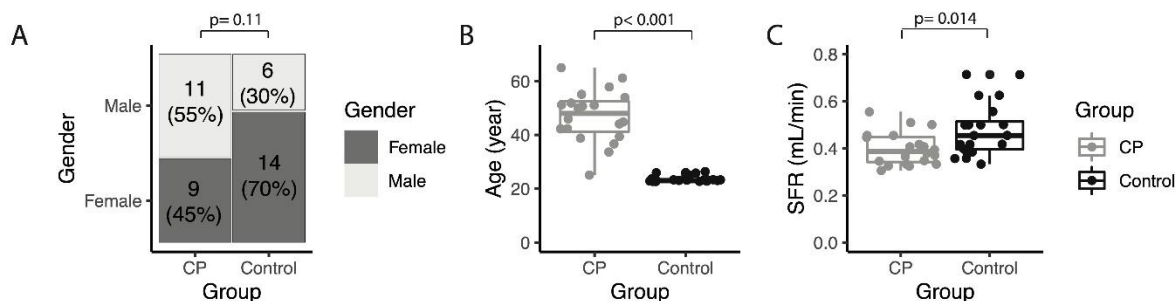 A
p= 0.11
Gender
Male
Female
11
(55%)
6
(30%)
9
(45%)
14
(70%)
CP
Control
Group
Gender
Female
Male
B
p< 0.001
Age (year)
60
40
20
0
CP
Control
Group
C
p= 0.014
SFR (mL/min)
0.8
0.6
0.4
0.2
0.0
CP
Control
Group
Group
CP
Control